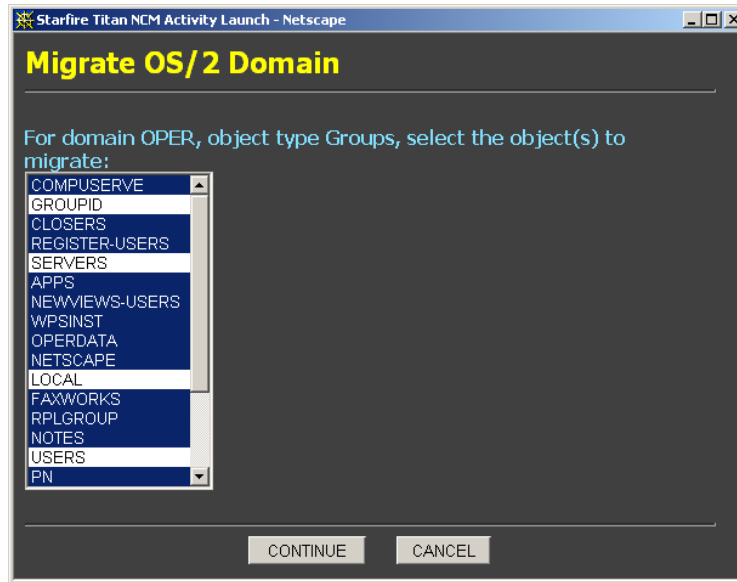 Starfire Titan NCM Activity Launch - Netscape
Migrate OS/2 Domain
For domain OPER, object type Groups, select the object(s) to
migrate:
COMPUSERVE
GROUPID
CLOSERS
REGISTER-USERS
SERVERS
APPS
NEWVIEWS-USERS
WPSINST
OPERDATA
NETSCAPE
LOCAL
FAXWORKS
RPLGROUP
NOTES
USERS
PN
CONTINUE CANCEL